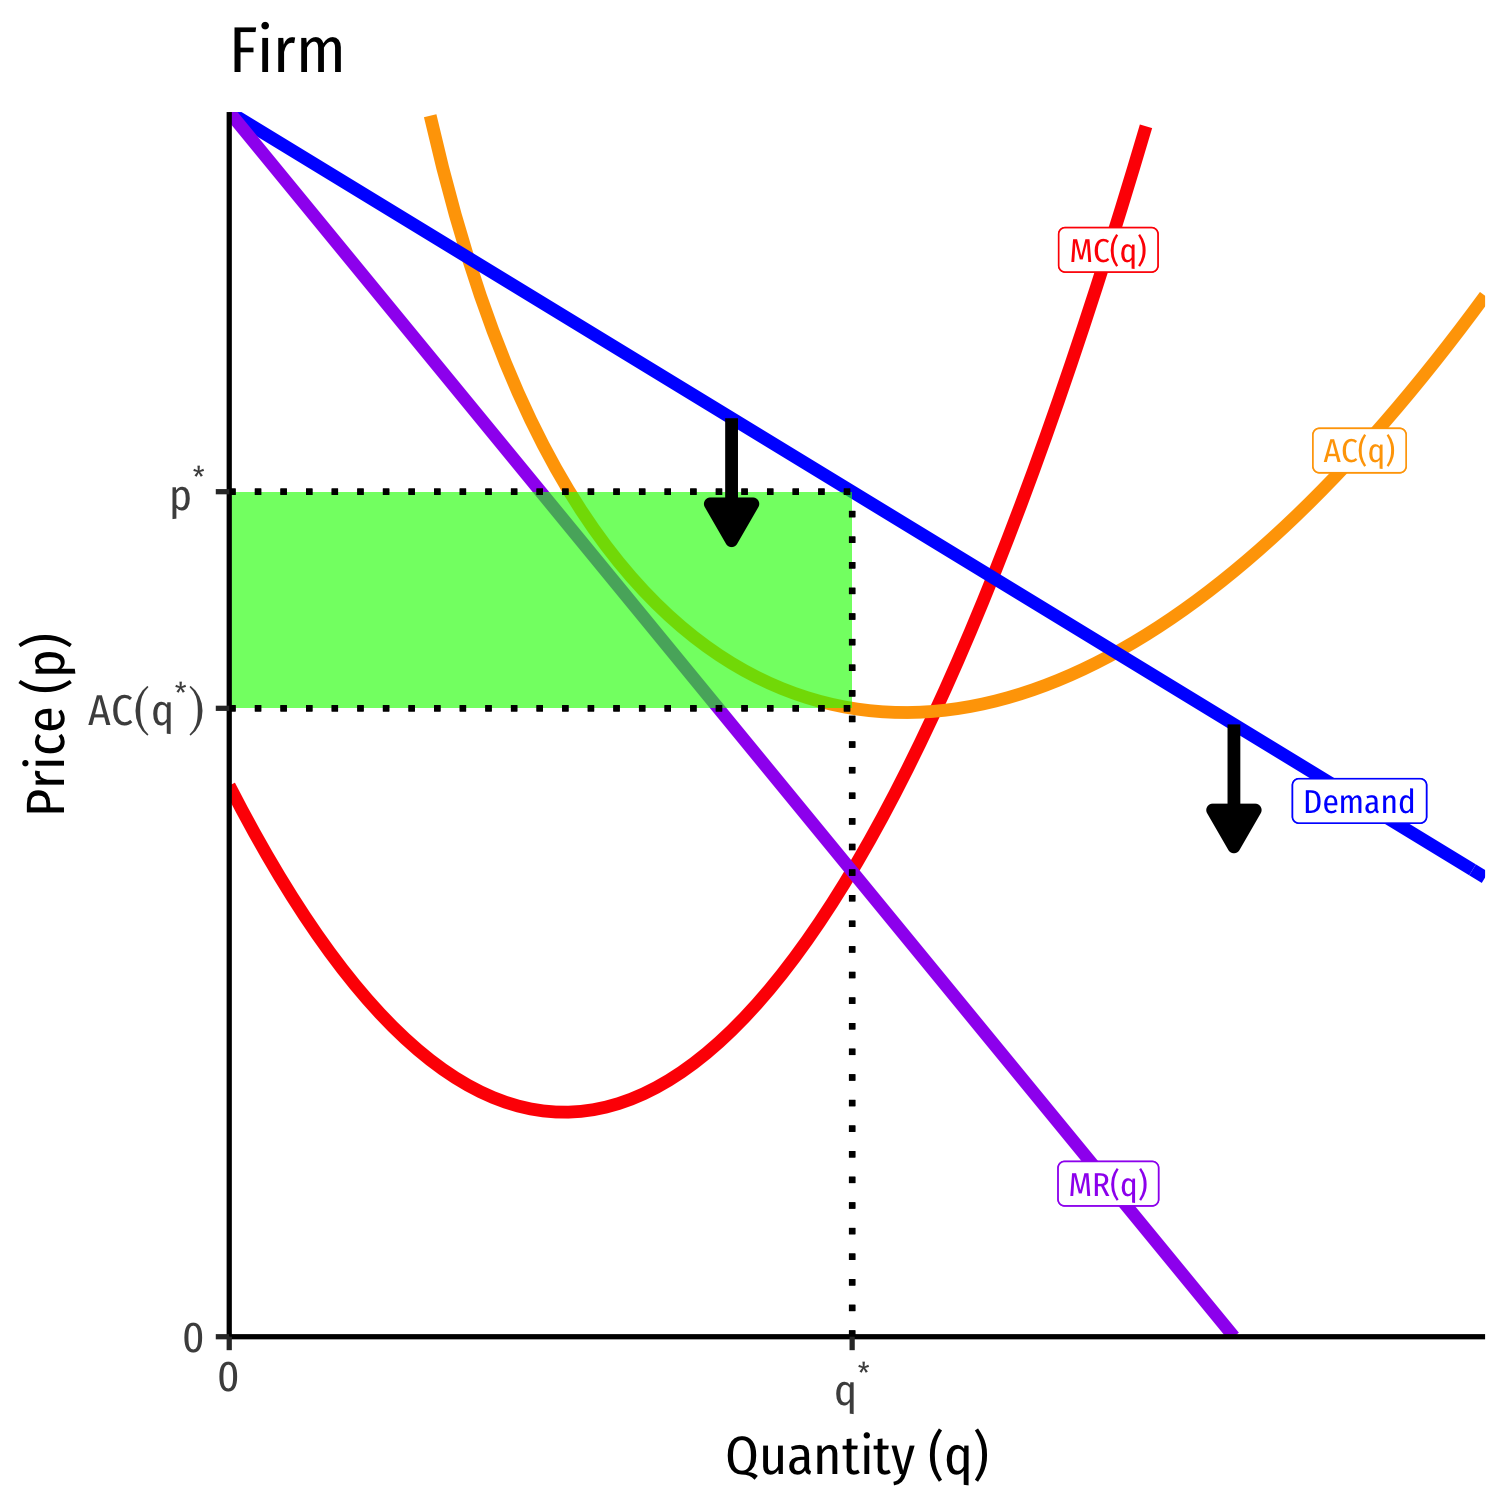 Firm
MC(q)
AC(q)
p*
AC(q*)
Demand
MR(q)
0
0
q*
Price (p)
Quantity (q)